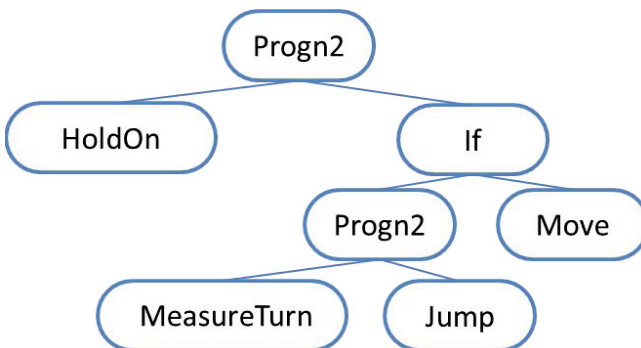 Progn2
HoldOn
If
Progn2
Move
MeasureTurn
Jump